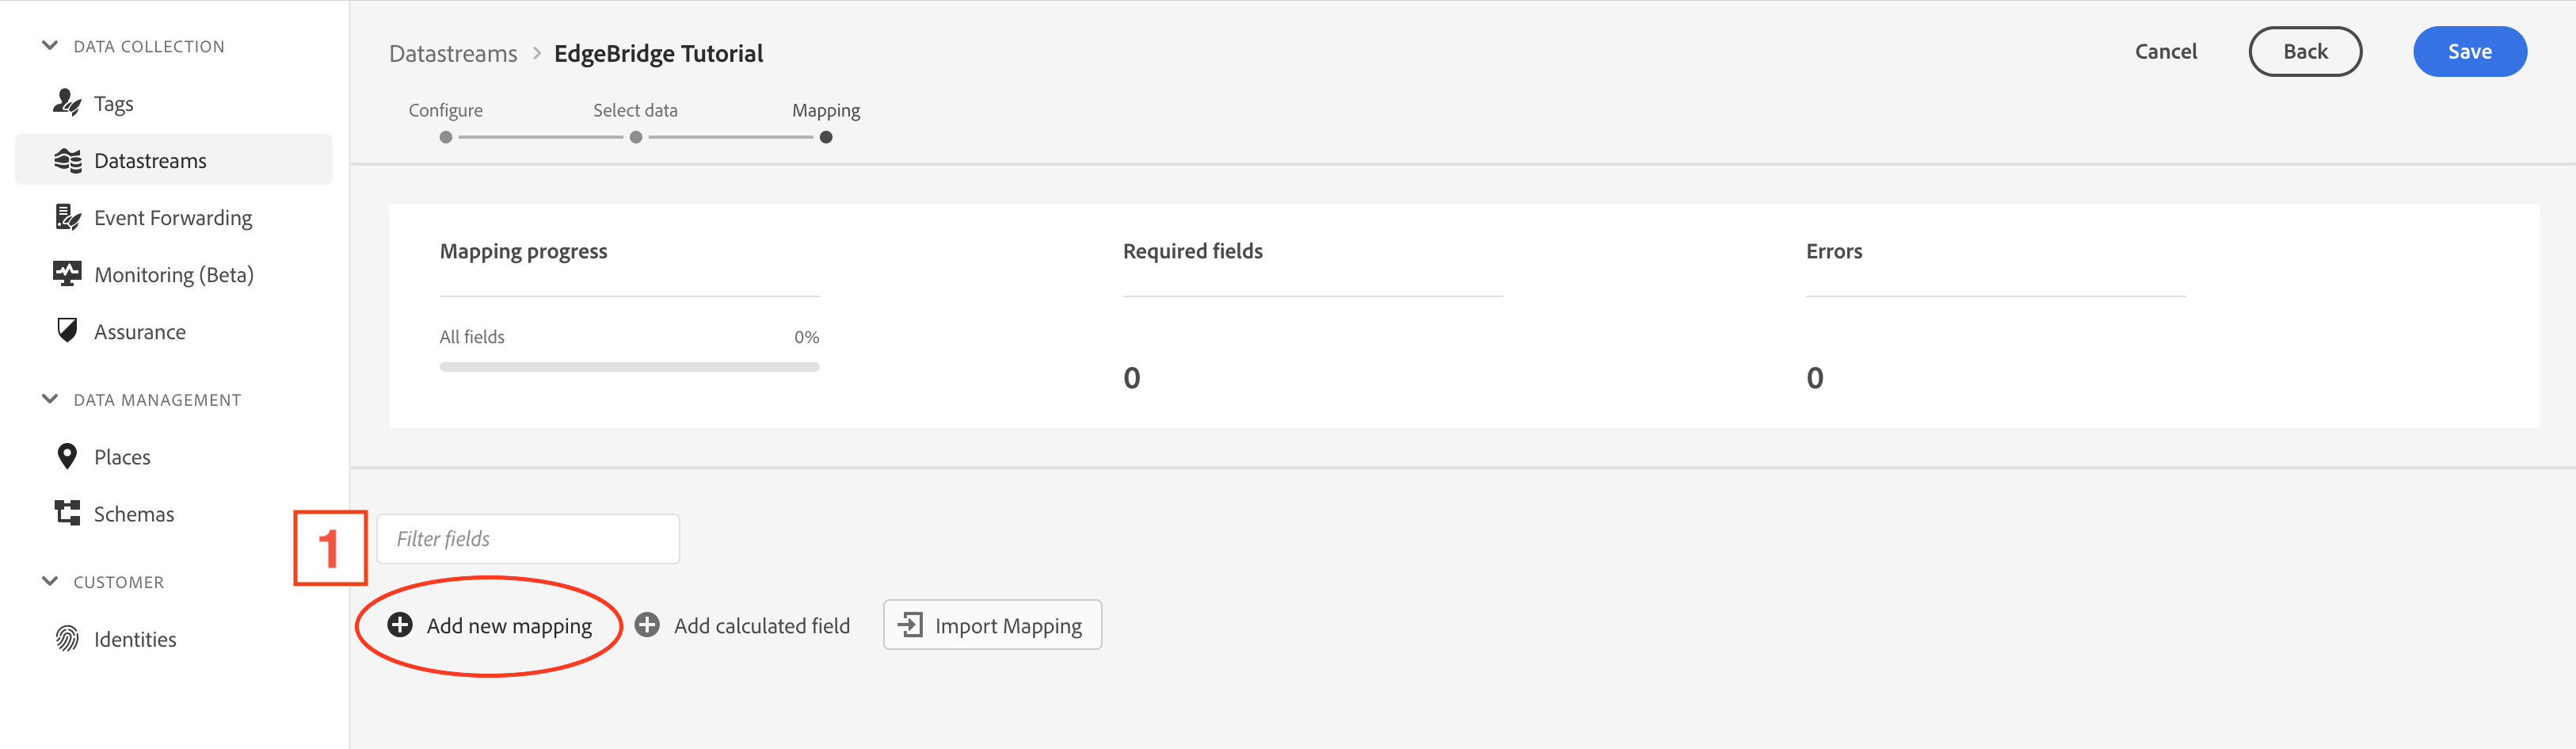 DATA COLLECTION
Tags
Datastreams
Event Forwarding
Monitoring (Beta)
Assurance
DATA MANAGEMENT
Places
Schemas
CUSTOMER
Identities
Datastreams > EdgeBridge Tutorial
Cancel
Back
Save
Configure
Select data
Mapping
Mapping progress
All fields 0%
Required fields
0
Errors
0
1
Filter fields
Add new mapping
Add calculated field
Import Mapping